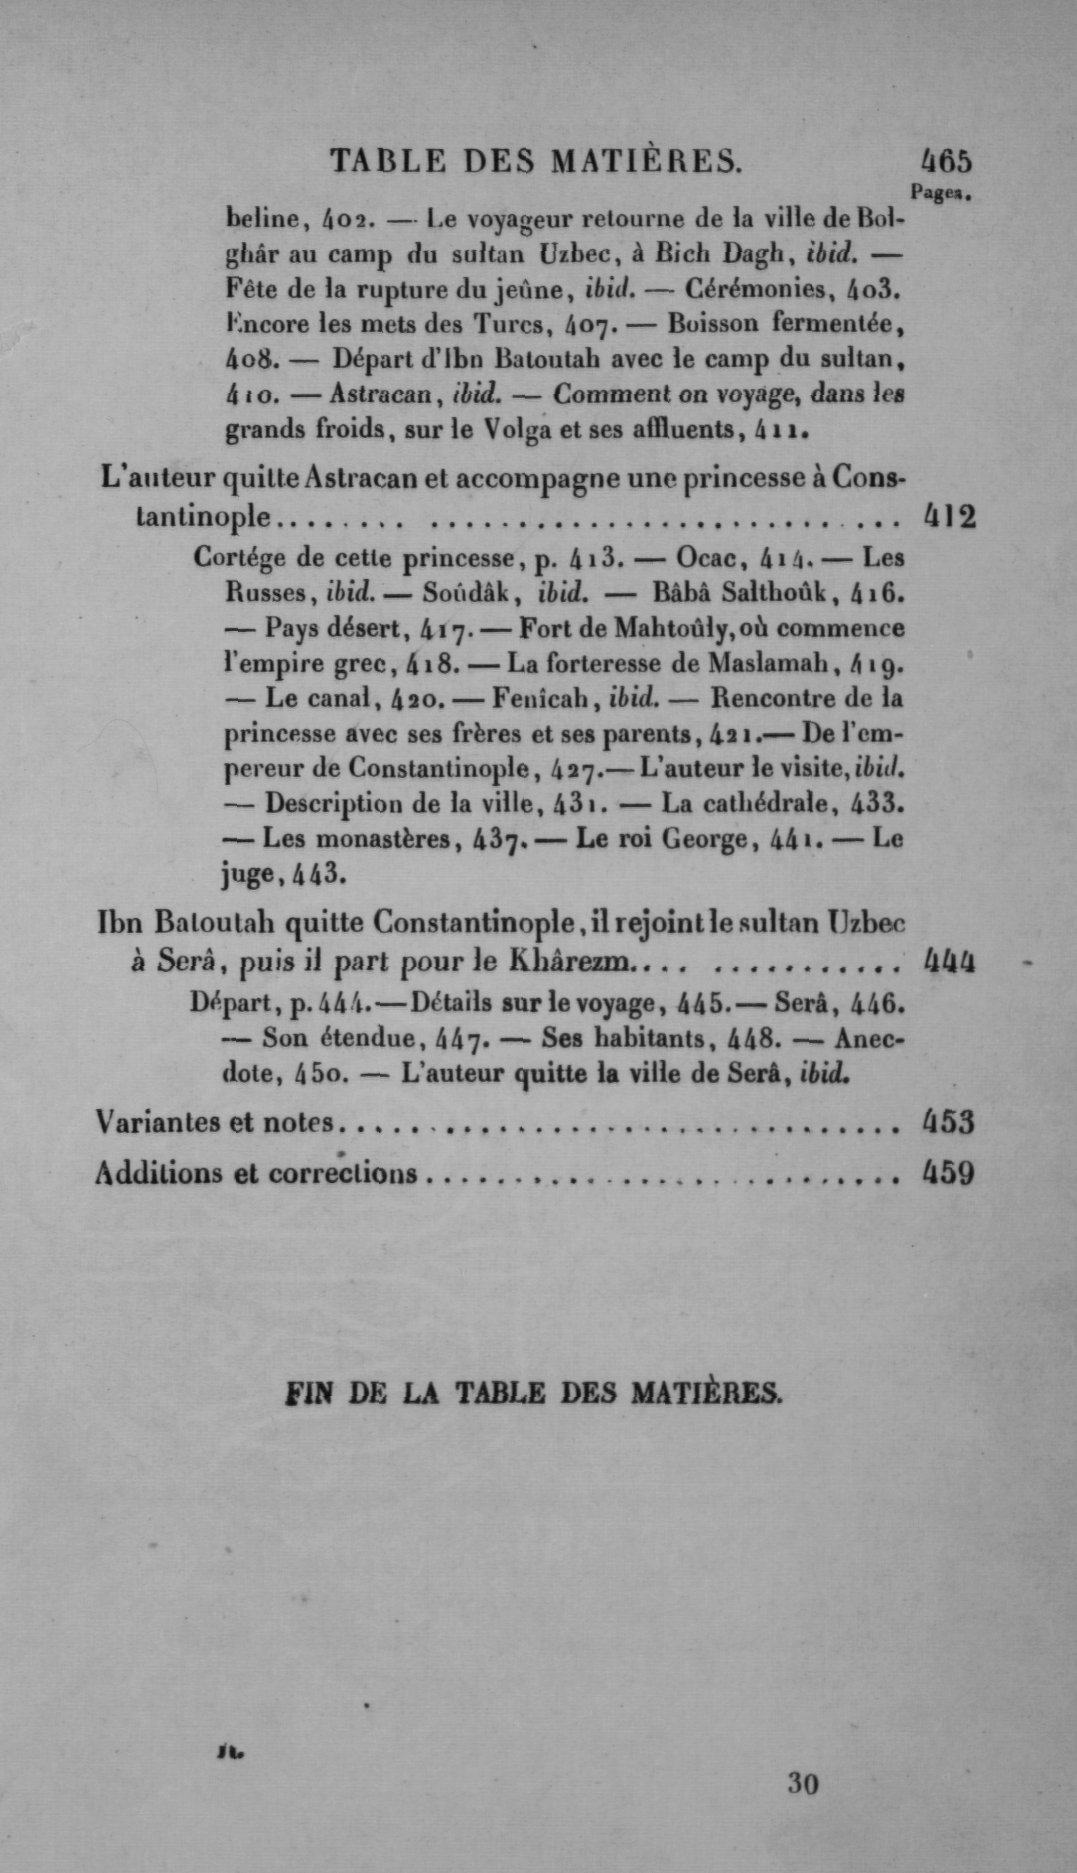 TABLE DES MATIÈRES. 465
Pages.
beline, 402. — Le voyageur retourne de la ville de Bol-
ghâr au camp du sultan Uzbec, à Bich Dagh, ibid. —
Fête de la rupture du jeûne, ibid. — Cérémonies, 403.
Encore les mets des Turcs, 407. — Boisson fermentée,
408. — Départ d'Ibn Batoutah avec le camp du sultan,
410. — Astracan, ibid. — Comment on voyage, dans les
grands froids, sur le Volga et ses affluents, 411.
L'auteur quitte Astracan et accompagne une princesse à Cons-
tantinople........ ........................... 412
Cortége de cette princesse, p. 413. — Ocac, 414. — Les
Russes, ibid. — Soûdâk, ibid. — Bâbâ Salthoûk, 416.
— Pays désert, 417. — Fort de Mahtoûly, où commence
l'empire grec, 418. — La forteresse de Maslamah, 419.
— Le canal, 420. — Fenîcah, ibid. — Rencontre de la
princesse avec ses frères et ses parents, 421. — De l'em-
pereur de Constantinople, 427. — L'auteur le visite, ibid.
— Description de la ville, 431. — La cathédrale, 433.
— Les monastères, 437. — Le roi George, 441. — Le
juge, 443.
Ibn Batoutah quitte Constantinople, il rejoint le sultan Uzbec
à Serâ, puis il part pour le Khârezm.... ........... 444
Départ, p. 444. — Détails sur le voyage, 445. — Serâ, 446.
— Son étendue, 447. — Ses habitants, 448. — Anec-
dote, 450. — L'auteur quitte la ville de Serâ, ibid.
Variantes et notes................................ 453
Additions et corrections........................... 459
FIN DE LA TABLE DES MATIÈRES.
30